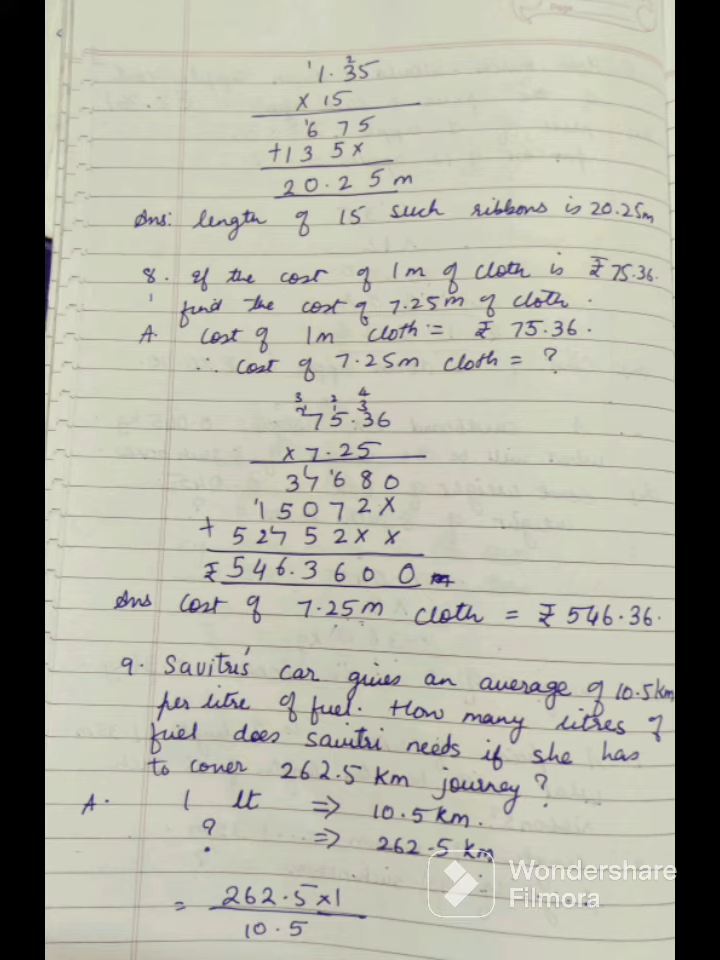 1.35
x 15
675
+135x
20.25m
Ans: length of 15 such ribbons is 20.25m
8. If the cost of 1m of cloth is ₹75.36.
find the cost of 7.25m of cloth.
A. cost of 1m cloth = ₹ 75.36.
∴ cost of 7.25m cloth = ?
75.36
x 7.25
37680
15072x
+ 52752xx
₹546.3600
Ans cost of 7.25m cloth = ₹546.36.
9. Savitri's car gives an average of 10.5km
per litre of fuel. How many litres of
fuel does savitri needs if she has
to cover 262.5 km journey?
A. 1 lt => 10.5km.
? => 262.5km
= 262.5x1
10.5
Wondershare
Filmora